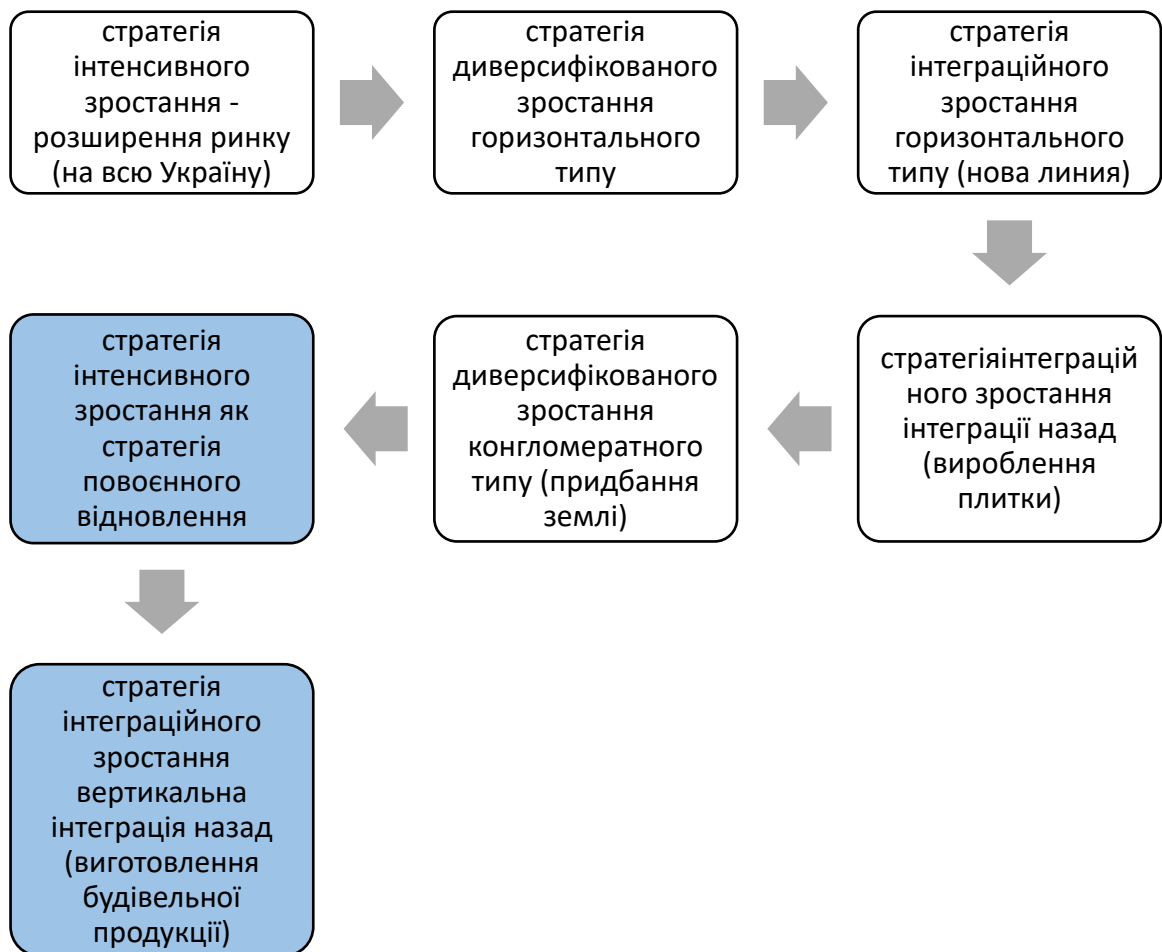 стратегія
інтенсивного
зростання -
розширення ринку
(на всю Україну)
стратегія
диверсифікованого
зростання
горизонтального
типу
стратегія
інтеграційного
зростання
горизонтального
типу (нова линия)
стратегіяінтеграцій
ного зростання
інтеграції назад
(вироблення
плитки)
стратегія
диверсифікованого
зростання
конгломератного
типу (придбання
землі)
стратегія
інтенсивного
зростання як
стратегія
повоєнного
відновлення
стратегія
інтеграційного
зростання
вертикальна
інтеграція назад
(виготовлення
будівельної
продукції)